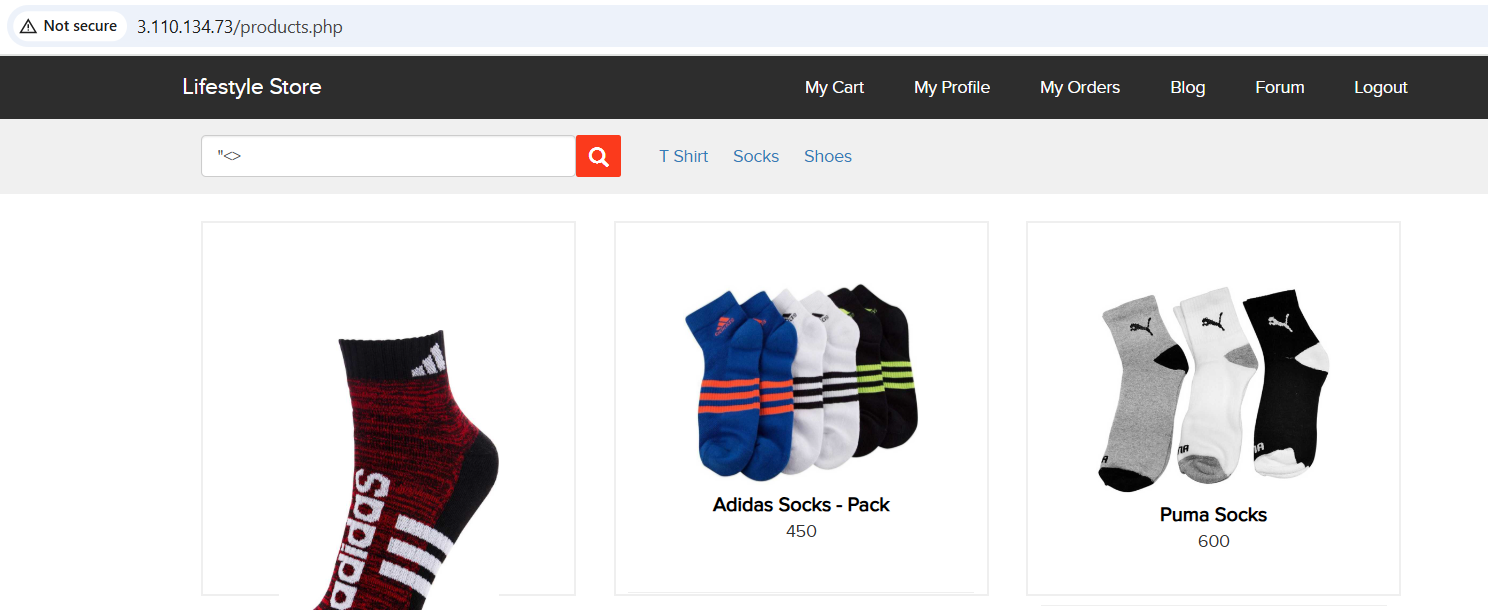 Not secure 3.110.134.73/products.php
Lifestyle Store My Cart My Profile My Orders Blog Forum Logout
"<> T Shirt Socks Shoes
adidas
Adidas Socks - Pack
450
Puma Socks
600